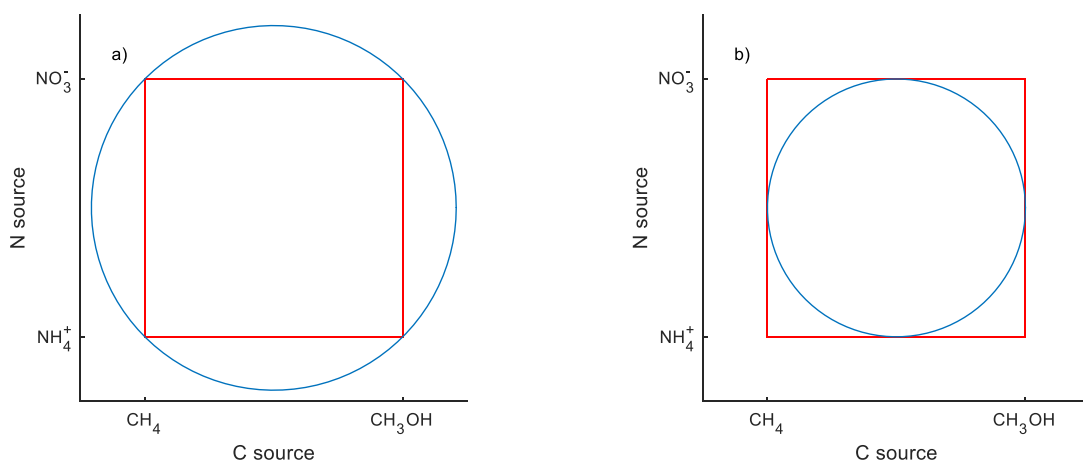 a)
NO₃⁻
N source
NH₄⁺
CH₄
CH₃OH
C source
b)
NO₃⁻
N source
NH₄⁺
CH₄
CH₃OH
C source